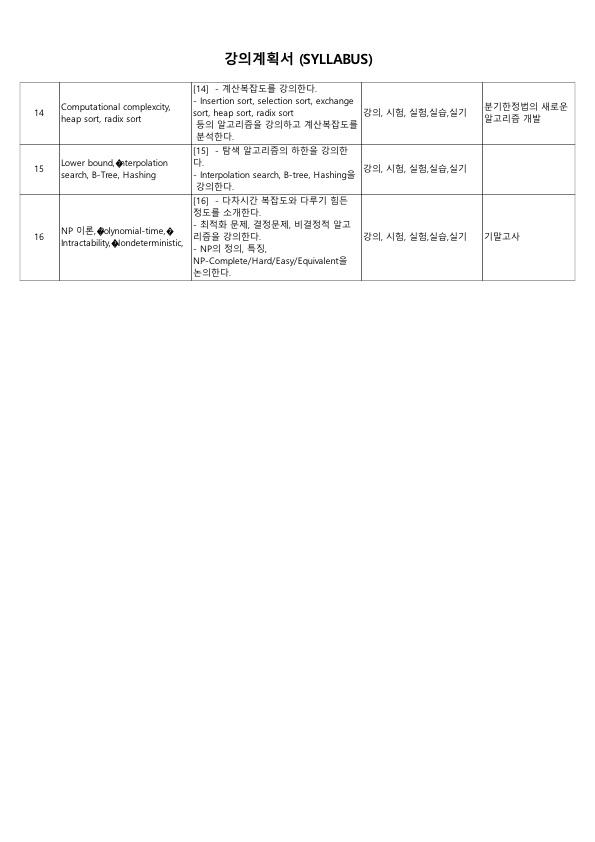 강의계획서 (SYLLABUS)
14
Computational complexcity,
heap sort, radix sort
[14]  - 계산복잡도를 강의한다.
- Insertion sort, selection sort, exchange
sort, heap sort, radix sort
등의 알고리즘을 강의하고 계산복잡도를
분석한다.
강의, 시험, 실험,실습,실기
분기한정법의 새로운
알고리즘 개발
15
Lower bound,�nterpolation
search, B-Tree, Hashing
[15]  - 탐색 알고리즘의 하한을 강의한
다.
- Interpolation search, B-tree, Hashing을
강의한다.
강의, 시험, 실험,실습,실기
16
NP 이론,�olynomial-time,�
Intractability,�ondeterministic,
[16]  - 다차시간 복잡도와 다루기 힘든
정도를 소개한다.
- 최적화 문제, 결정문제, 비결정적 알고
리즘을 강의한다.
- NP의 정의, 특징,
NP-Complete/Hard/Easy/Equivalent을
논의한다.
강의, 시험, 실험,실습,실기
기말고사